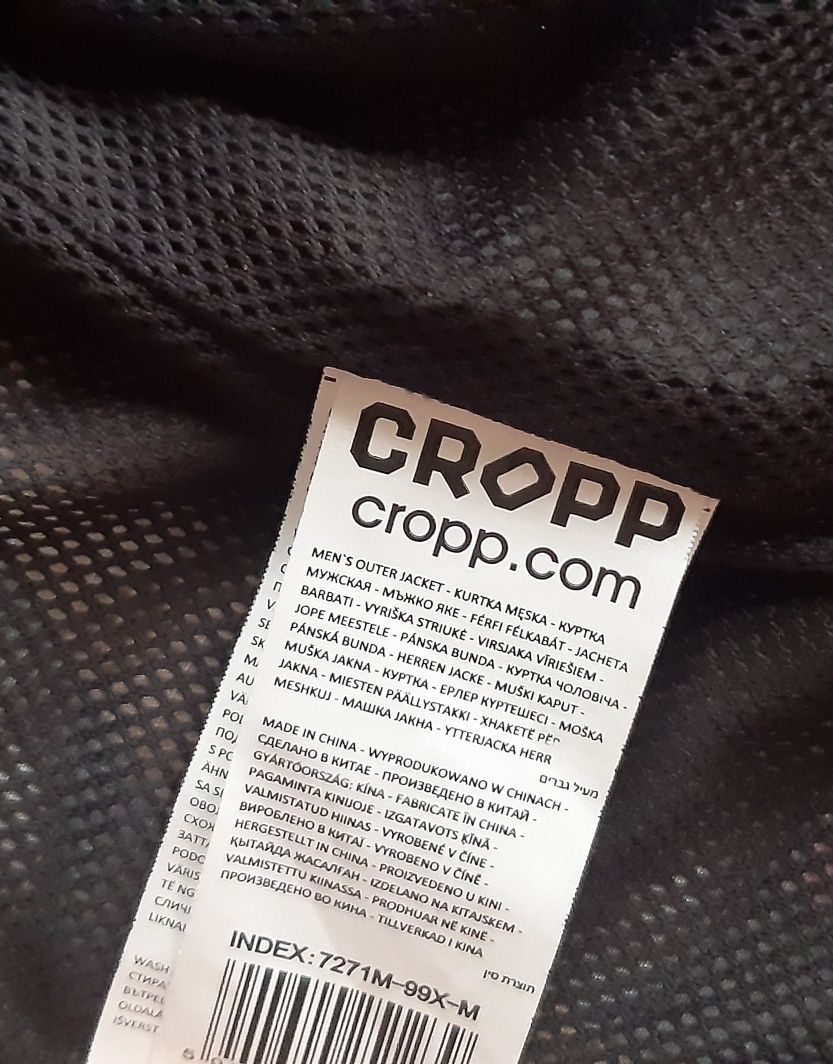 CROPP
cropp.com
MEN`S OUTER JACKET - KURTKA MĘSKA - КУРТКА
МУЖСКАЯ - МЪЖКО ЯКЕ - FÉRFI FÉLKABÁT - JACHETA
BARBATI - VYRIŠKA STRIUKĖ - VIRSJAKA VĪRIEŠIEM -
JOPE MEESTELE - PÁNSKA BUNDA - КУРТКА ЧОЛОВІЧА -
PÁNSKÁ BUNDA - HERREN JACKE - MUŠKI KAPUT -
MUŠKA JAKNA - КУРТКА - ЕРЛЕР КУРТЕШЕСІ - MOŠKA
JAKNA - MIESTEN PÄÄLLYSTAKKI - XHAKETË PËR
MESHKUJ - МАШКА ЈАКНА - YTTERJACKA HERR
מעיל גברים
MADE IN CHINA - WYPRODUKOWANO W CHINACH -
СДЕЛАНО В КИТАЕ - ПРОИЗВЕДЕНО В КИТАЙ -
GYÁRTÓORSZÁG: KÍNA - FABRICATE ÎN CHINA -
PAGAMINTA KINIJOJE - IZGATAVOTS ĶĪNĀ -
VALMISTATUD HIINAS - VYROBENÉ V ČÍNE -
ВИРОБЛЕНО В КИТАЇ - VYROBENO V ČÍNĚ -
HERGESTELLT IN CHINA - PROIZVEDENO U KINI -
ҚЫТАЙДА ЖАСАЛҒАН - IZDELANO NA KITAJSKEM -
VALMISTETTU KIINASSA - PRODHUAR NË KINË -
ПРОИЗВЕДЕНО ВО КИНА - TILLVERKAD I KINA
תוצרת סין
INDEX: 7271M-99X-M
WASH
СТИРА
ВЪТРЕ
OLDALA
IŠVERST